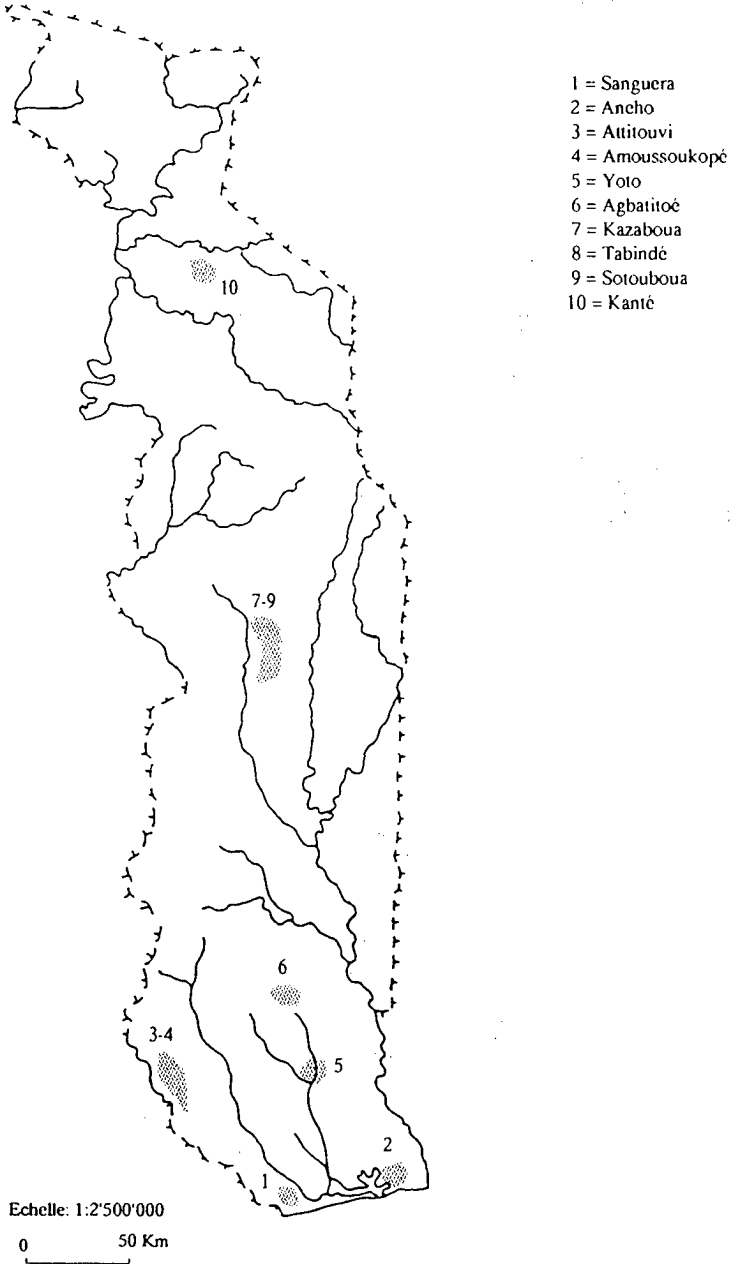 1 = Sanguera
2 = Aneho
3 = Attitouvi
4 = Amoussoukopé
5 = Yoto
6 = Agbatitoé
7 = Kazaboua
8 = Tabindé
9 = Sotouboua
10 = Kanté
10
7-9
6
3-4
5
2
1
Echelle: 1:2'500'000
0 50 Km